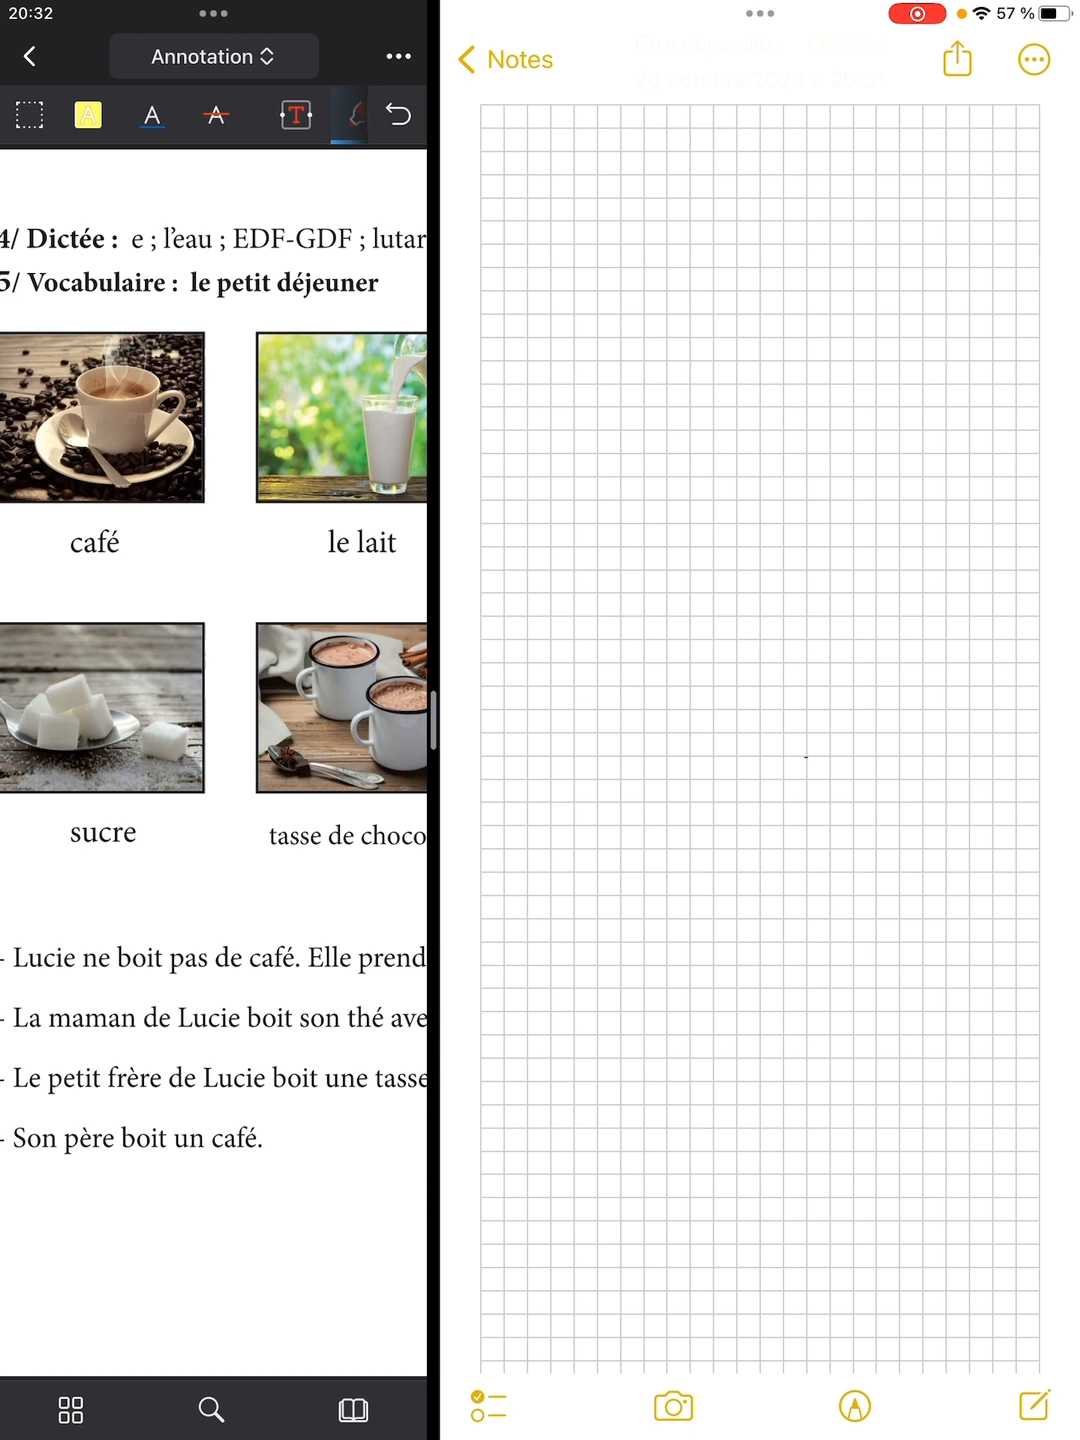 20:32
57 %
Annotation
Notes
A
A
A
T
4/ Dictée : e ; l'eau ; EDF-GDF ; lutar
5/ Vocabulaire : le petit déjeuner
café
le lait
sucre
tasse de choco
- Lucie ne boit pas de café. Elle prend
- La maman de Lucie boit son thé ave
- Le petit frère de Lucie boit une tasse
- Son père boit un café.